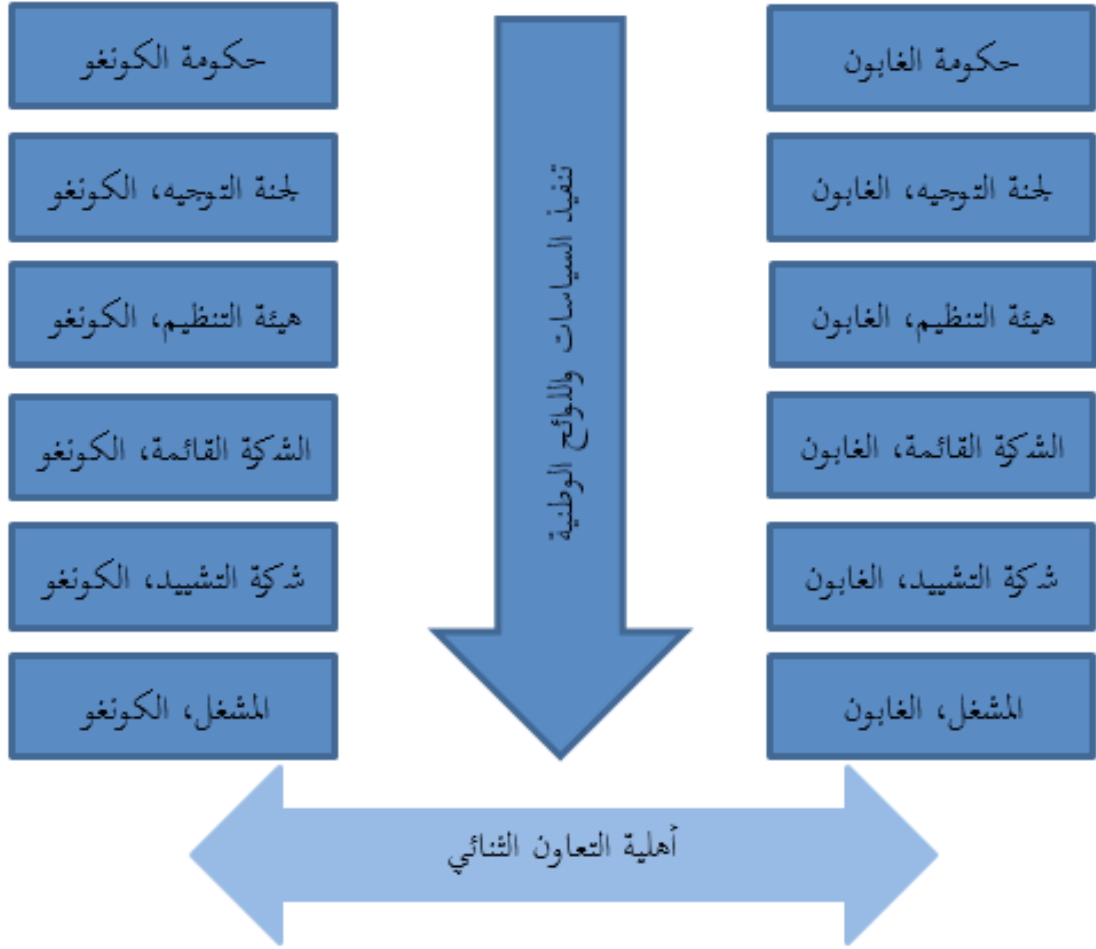 حكومة الغابون
لجنة التوجيه، الغابون
هيئة التنظيم، الغابون
الشركة القائمة، الغابون
شركة التشييد، الغابون
المشغل، الغابون
تنفيذ السياسات واللوائح الوطنية
حكومة الكونغو
لجنة التوجيه، الكونغو
هيئة التنظيم، الكونغو
الشركة القائمة، الكونغو
شركة التشييد، الكونغو
المشغل، الكونغو
أهلية التعاون الثنائي